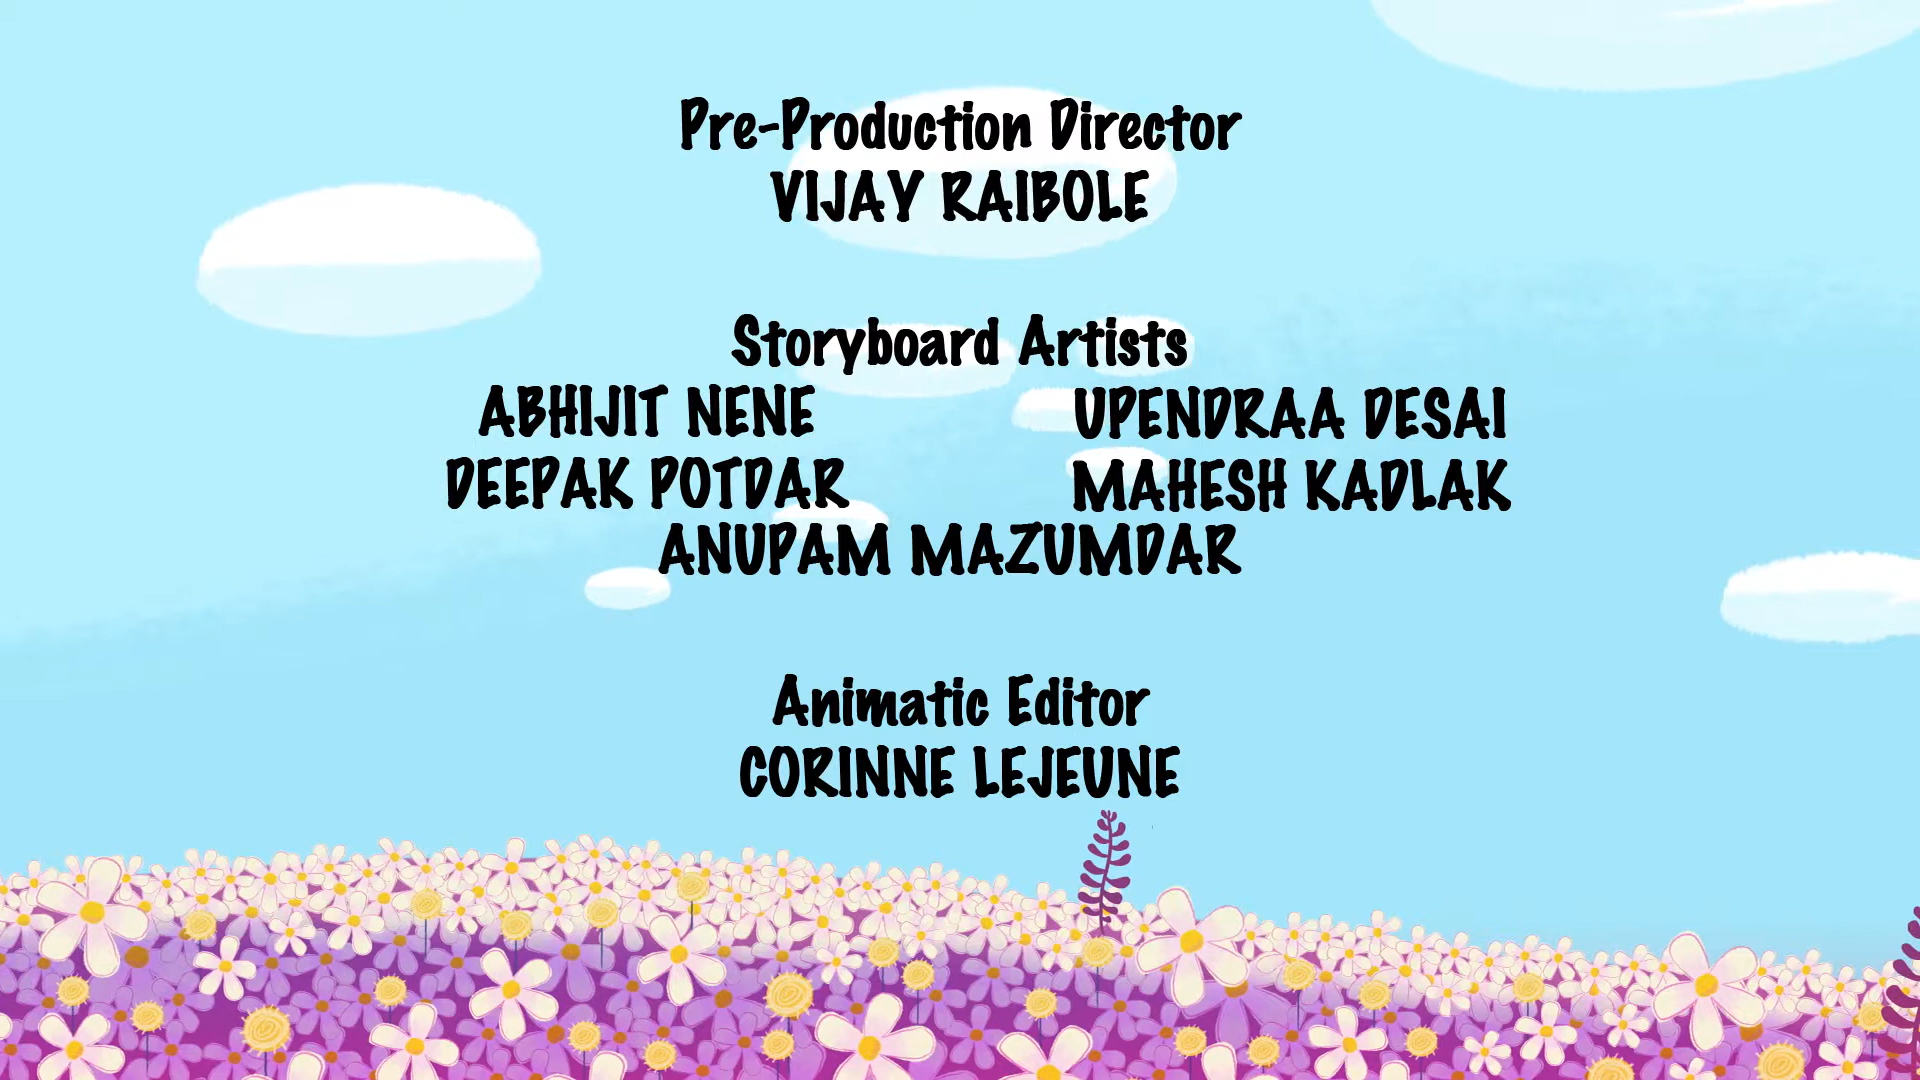 Pre-Production Director
VIJAY RAIBOLE
Storyboard Artists
ABHIJIT NENE UPENDRAA DESAI
DEEPAK POTDAR MAHESH KADLAK
ANUPAM MAZUMDAR
Animatic Editor
CORINNE LEJEUNE